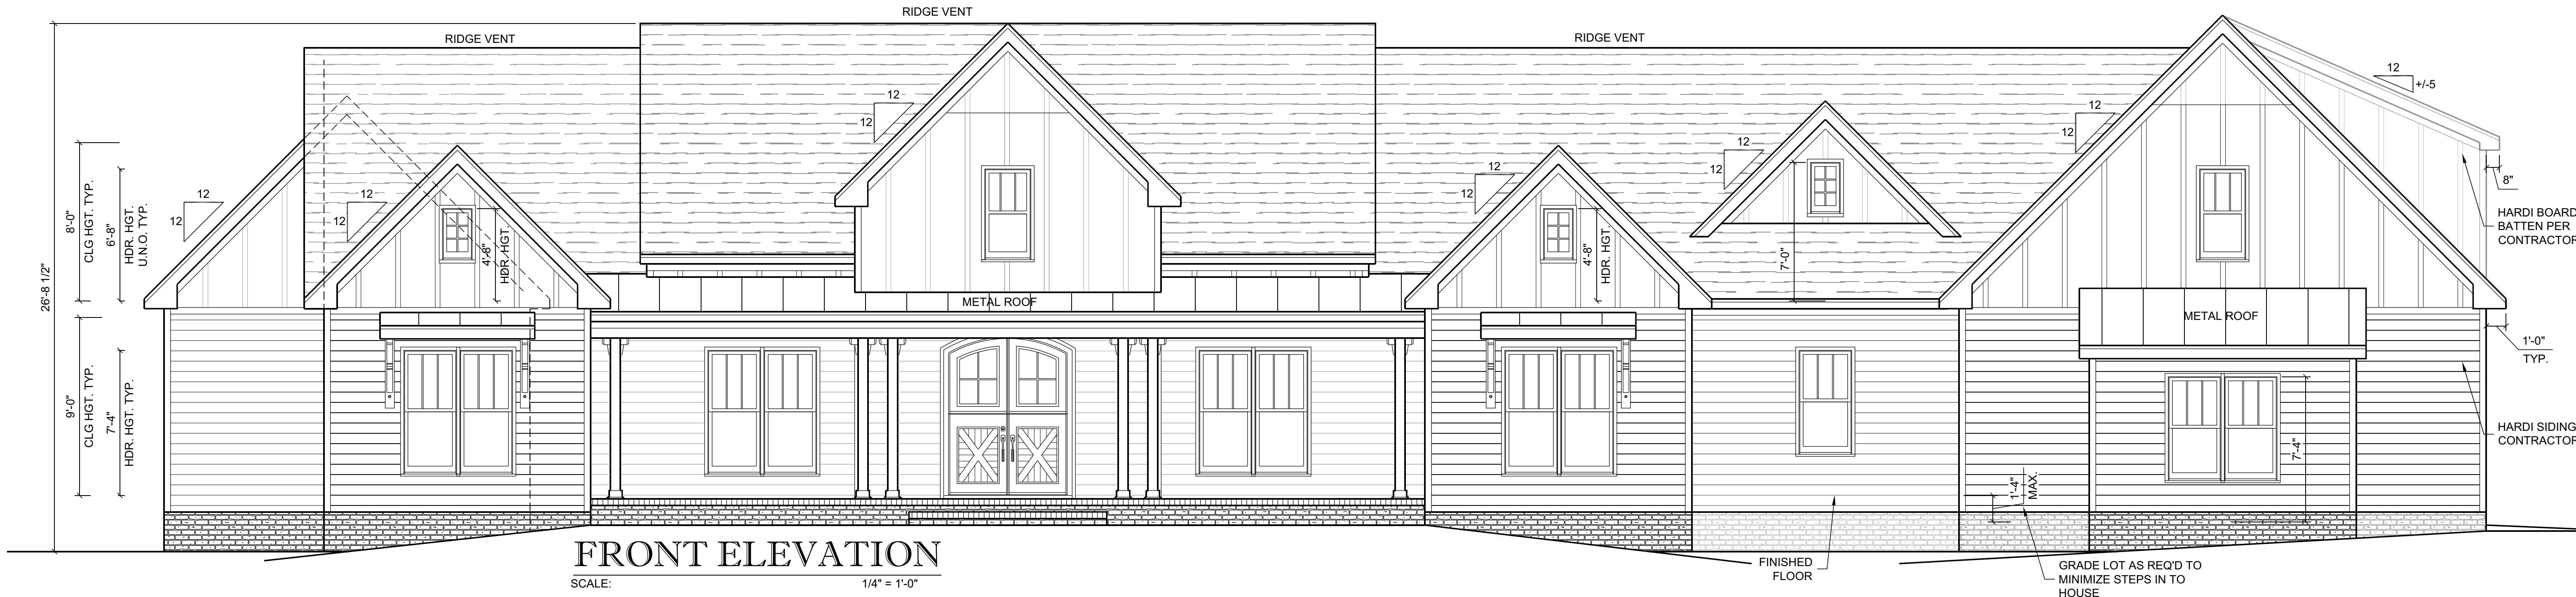 RIDGE VENT
RIDGE VENT
RIDGE VENT
12
+/-5
12
12
12
12
12
12
12
12
12
12
12
12
12
12
8"
HARDI BOARD
BATTEN PER
CONTRACTOR
26'-8 1/2"
8'-0"
CLG HGT. TYP.
6'-8"
HDR. HGT.
U.N.O. TYP.
4'-8"
HDR. HGT.
4'-8"
HDR. HGT.
7'-0"
METAL ROOF
METAL ROOF
1'-0"
TYP.
9'-0"
CLG HGT. TYP.
7'-4"
HDR. HGT. TYP.
HARDI SIDING
CONTRACTOR
7'-4"
1'-4"
MAX.
FRONT ELEVATION
SCALE: 1/4" = 1'-0"
FINISHED
FLOOR
GRADE LOT AS REQ'D TO
MINIMIZE STEPS IN TO
HOUSE